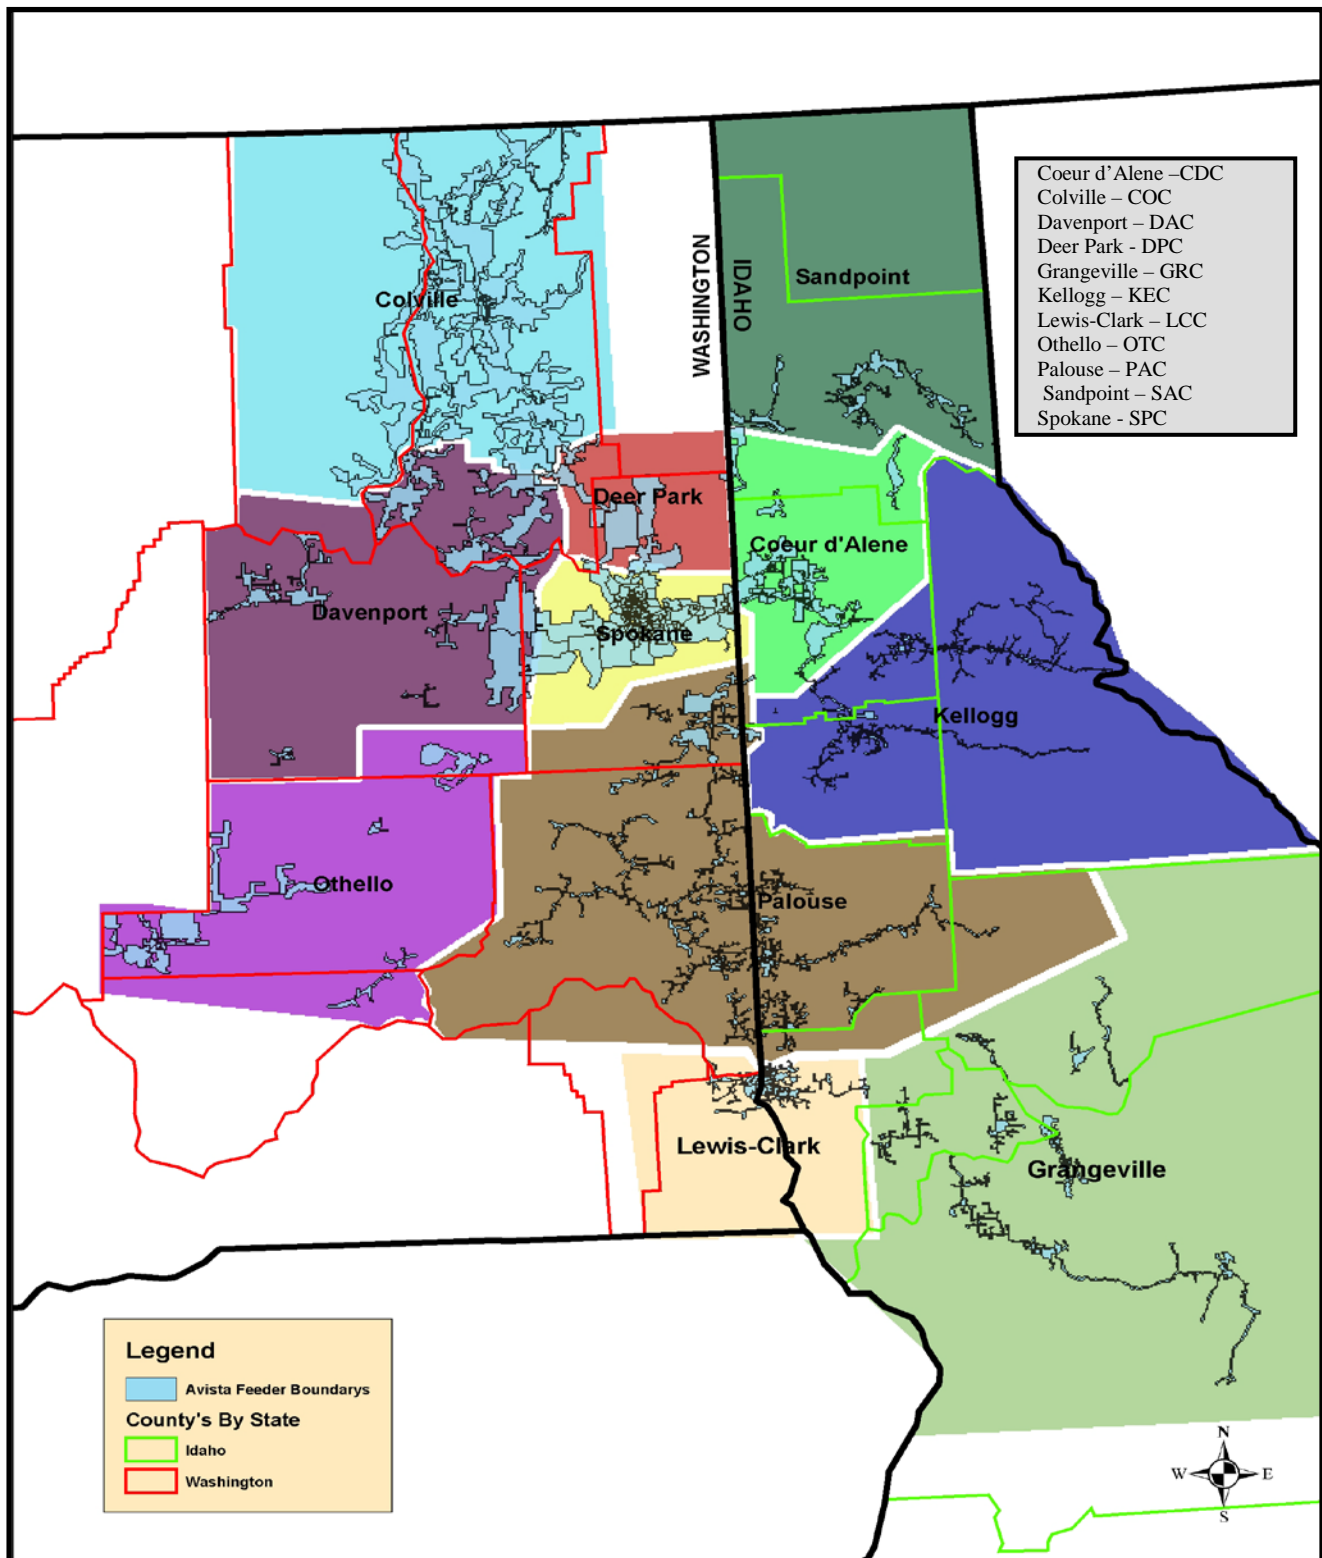 Coeur d'Alene –CDC
Colville – COC
Davenport – DAC
Deer Park - DPC
Grangeville – GRC
Kellogg – KEC
Lewis-Clark – LCC
Othello – OTC
Palouse – PAC
Sandpoint – SAC
Spokane - SPC
WASHINGTON
IDAHO
Sandpoint
Colville
Deer Park
Coeur d'Alene
Davenport
Spokane
Kellogg
Othello
Palouse
Lewis-Clark
Grangeville
Legend
Avista Feeder Boundarys
County's By State
Idaho
Washington
N
W E
S